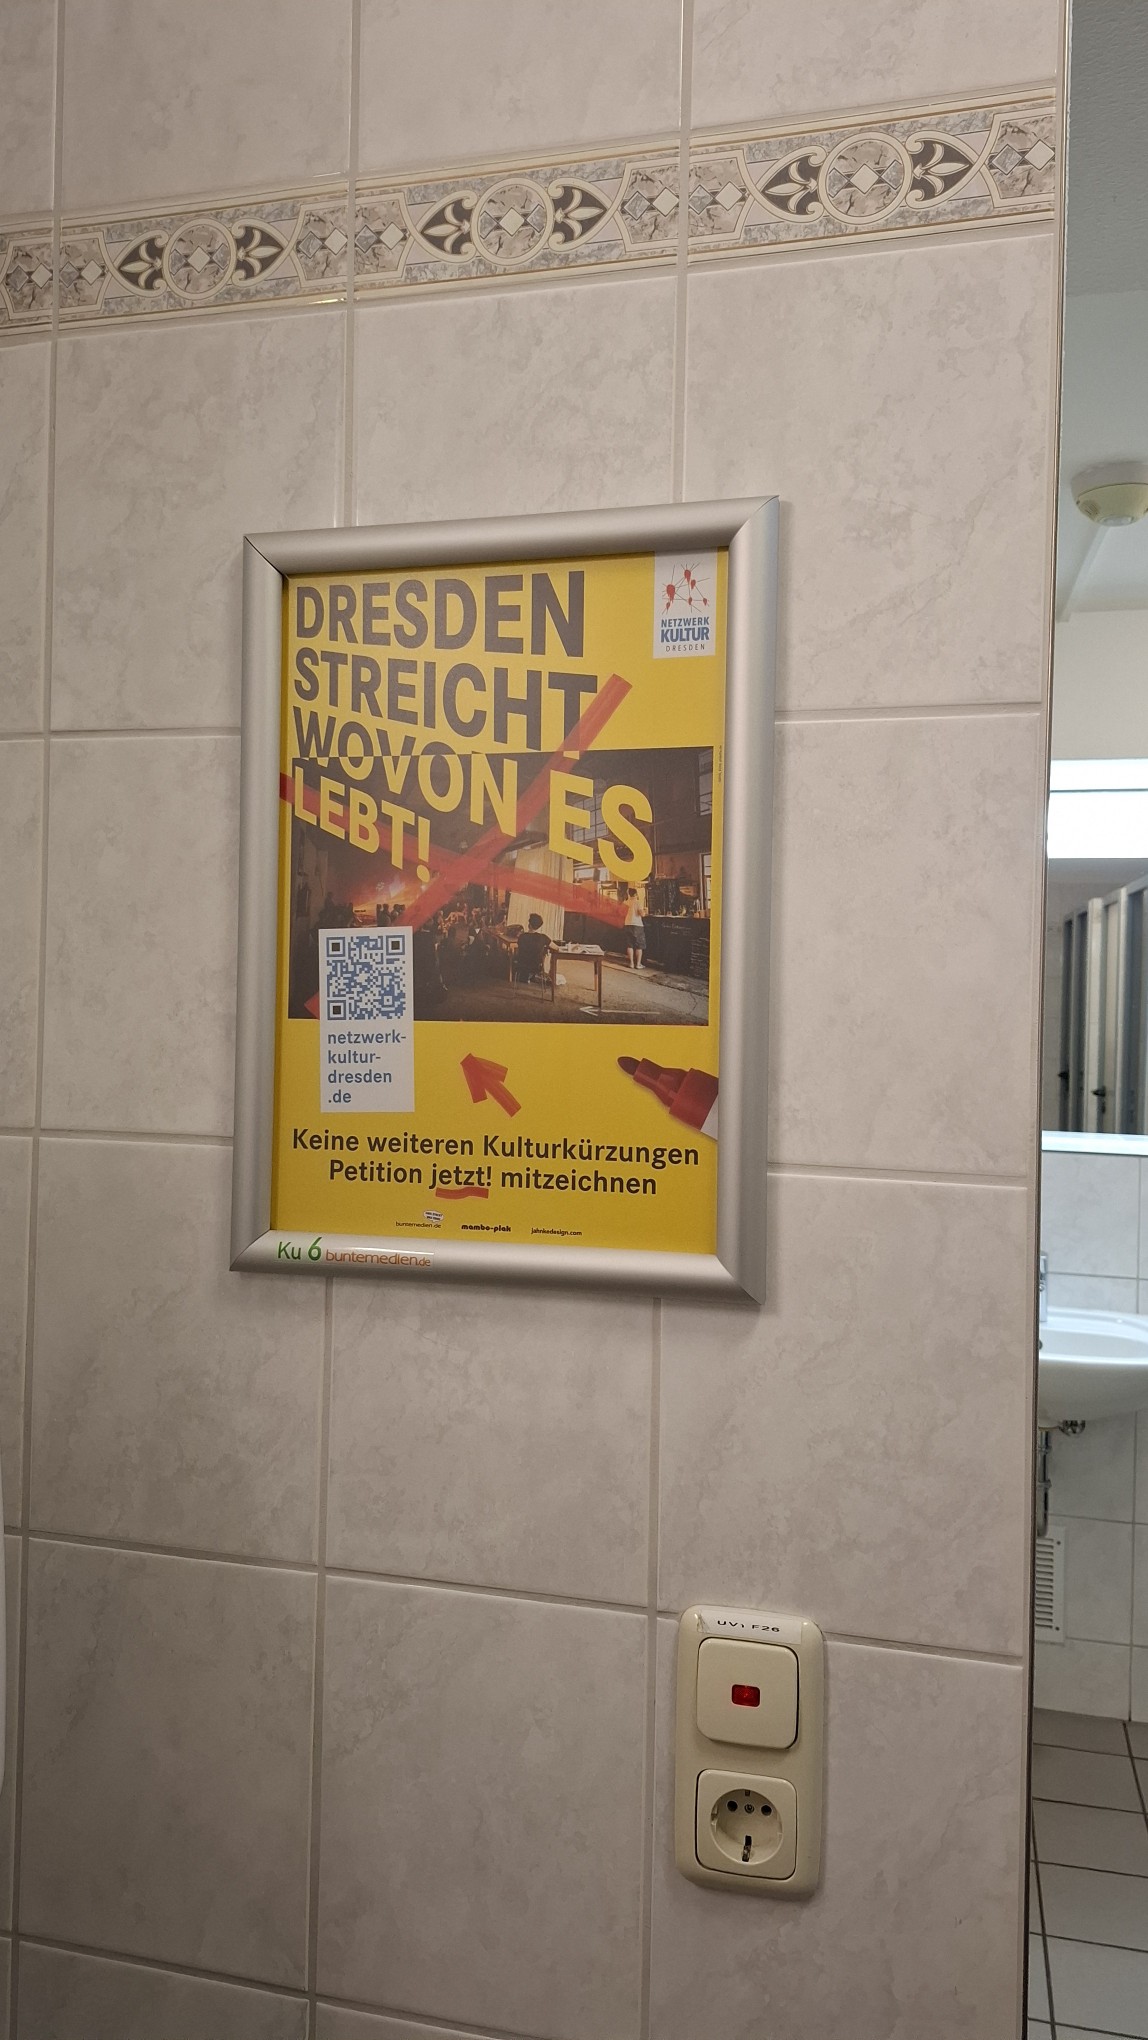 DRESDEN
STREICHT
WOVON ES
LEBT!
NETZWERK
KULTUR
DRESDEN
netzwerk-
kultur-
dresden
.de
Keine weiteren Kulturkürzungen
Petition jetzt! mitzeichnen
buntemedien.de mambo-plak jahnkedesign.com
Ku 6 buntemedien.de
UV1 F26